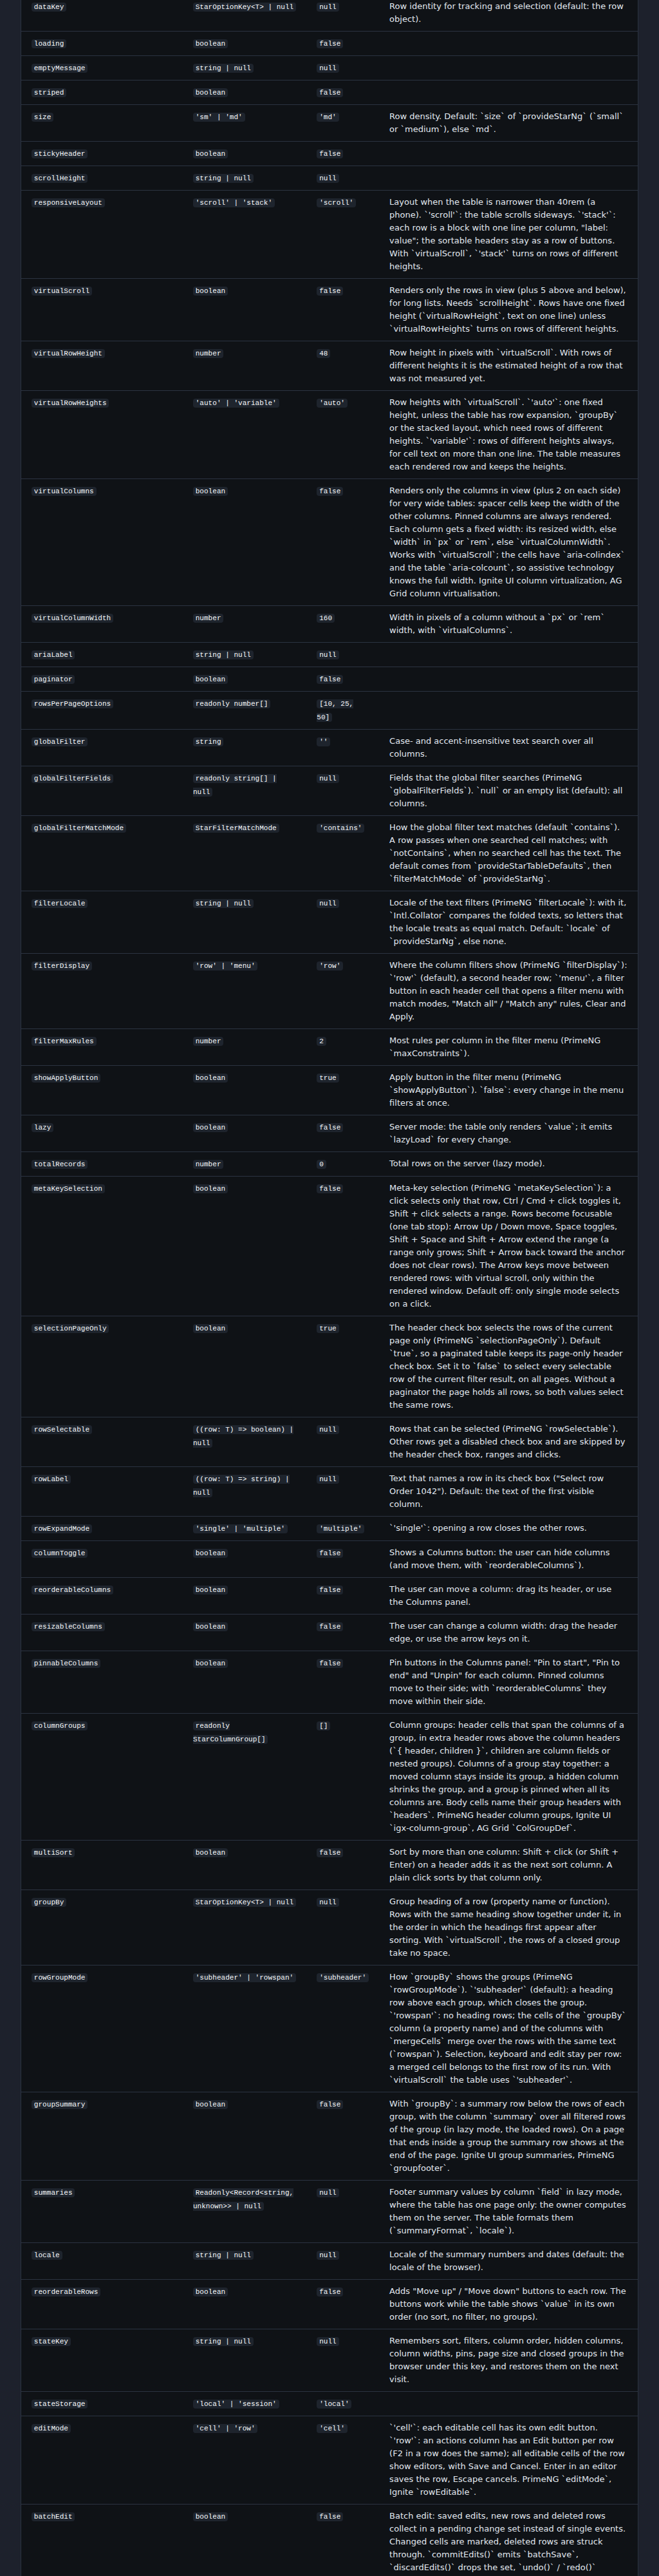 dataKey StarOptionKey<T> | null null Row identity for tracking and selection (default: the row
object).
loading boolean false
emptyMessage string | null null
striped boolean false
size 'sm' | 'md' 'md' Row density. Default: `size` of `provideStarNg` (`small`
or `medium`), else `md`.
stickyHeader boolean false
scrollHeight string | null null
responsiveLayout 'scroll' | 'stack' 'scroll' Layout when the table is narrower than 40rem (a
phone). `'scroll'`: the table scrolls sideways. `'stack'`:
each row is a block with one line per column, "label:
value"; the sortable headers stay as a row of buttons.
With `virtualScroll`, `'stack'` turns on rows of different
heights.
virtualScroll boolean false Renders only the rows in view (plus 5 above and below),
for long lists. Needs `scrollHeight`. Rows have one fixed
height (`virtualRowHeight`, text on one line) unless
`virtualRowHeights` turns on rows of different heights.
virtualRowHeight number 48 Row height in pixels with `virtualScroll`. With rows of
different heights it is the estimated height of a row that
was not measured yet.
virtualRowHeights 'auto' | 'variable' 'auto' Row heights with `virtualScroll`. `'auto'`: one fixed
height, unless the table has row expansion, `groupBy`
or the stacked layout, which need rows of different
heights. `'variable'`: rows of different heights always,
for cell text on more than one line. The table measures
each rendered row and keeps the heights.
virtualColumns boolean false Renders only the columns in view (plus 2 on each side)
for very wide tables: spacer cells keep the width of the
other columns. Pinned columns are always rendered.
Each column gets a fixed width: its resized width, else
`width` in `px` or `rem`, else `virtualColumnWidth`.
Works with `virtualScroll`; the cells have `aria-colindex`
and the table `aria-colcount`, so assistive technology
knows the full width. Ignite UI column virtualization, AG
Grid column virtualisation.
virtualColumnWidth number 160 Width in pixels of a column without a `px` or `rem`
width, with `virtualColumns`.
ariaLabel string | null null
paginator boolean false
rowsPerPageOptions readonly number[] [10, 25,
50]
globalFilter string '' Case- and accent-insensitive text search over all
columns.
globalFilterFields readonly string[] |
null null Fields that the global filter searches (PrimeNG
`globalFilterFields`). `null` or an empty list (default): all
columns.
globalFilterMatchMode StarFilterMatchMode 'contains' How the global filter text matches (default `contains`).
A row passes when one searched cell matches; with
`notContains`, when no searched cell has the text. The
default comes from `provideStarTableDefaults`, then
`filterMatchMode` of `provideStarNg`.
filterLocale string | null null Locale of the text filters (PrimeNG `filterLocale`): with it,
`Intl.Collator` compares the folded texts, so letters that
the locale treats as equal match. Default: `locale` of
`provideStarNg`, else none.
filterDisplay 'row' | 'menu' 'row' Where the column filters show (PrimeNG `filterDisplay`):
`'row'` (default), a second header row; `'menu'`, a filter
button in each header cell that opens a filter menu with
match modes, "Match all" / "Match any" rules, Clear and
Apply.
filterMaxRules number 2 Most rules per column in the filter menu (PrimeNG
`maxConstraints`).
showApplyButton boolean true Apply button in the filter menu (PrimeNG
`showApplyButton`). `false`: every change in the menu
filters at once.
lazy boolean false Server mode: the table only renders `value`; it emits
`lazyLoad` for every change.
totalRecords number 0 Total rows on the server (lazy mode).
metaKeySelection boolean false Meta-key selection (PrimeNG `metaKeySelection`): a
click selects only that row, Ctrl / Cmd + click toggles it,
Shift + click selects a range. Rows become focusable
(one tab stop): Arrow Up / Down move, Space toggles,
Shift + Space and Shift + Arrow extend the range (a
range only grows; Shift + Arrow back toward the anchor
does not clear rows). The Arrow keys move between
rendered rows: with virtual scroll, only within the
rendered window. Default off: only single mode selects
on a click.
selectionPageOnly boolean true The header check box selects the rows of the current
page only (PrimeNG `selectionPageOnly`). Default
`true`, so a paginated table keeps its page-only header
check box. Set it to `false` to select every selectable
row of the current filter result, on all pages. Without a
paginator the page holds all rows, so both values select
the same rows.
rowSelectable ((row: T) => boolean) |
null null Rows that can be selected (PrimeNG `rowSelectable`).
Other rows get a disabled check box and are skipped by
the header check box, ranges and clicks.
rowLabel ((row: T) => string) |
null null Text that names a row in its check box ("Select row
Order 1042"). Default: the text of the first visible
column.
rowExpandMode 'single' | 'multiple' 'multiple' `'single'`: opening a row closes the other rows.
columnToggle boolean false Shows a Columns button: the user can hide columns
(and move them, with `reorderableColumns`).
reorderableColumns boolean false The user can move a column: drag its header, or use
the Columns panel.
resizableColumns boolean false The user can change a column width: drag the header
edge, or use the arrow keys on it.
pinnableColumns boolean false Pin buttons in the Columns panel: "Pin to start", "Pin to
end" and "Unpin" for each column. Pinned columns
move to their side; with `reorderableColumns` they
move within their side.
columnGroups readonly
StarColumnGroup[] [] Column groups: header cells that span the columns of a
group, in extra header rows above the column headers
(`{ header, children }`, children are column fields or
nested groups). Columns of a group stay together: a
moved column stays inside its group, a hidden column
shrinks the group, and a group is pinned when all its
columns are. Body cells name their group headers with
`headers`. PrimeNG header column groups, Ignite UI
`igx-column-group`, AG Grid `ColGroupDef`.
multiSort boolean false Sort by more than one column: Shift + click (or Shift +
Enter) on a header adds it as the next sort column. A
plain click sorts by that column only.
groupBy StarOptionKey<T> | null null Group heading of a row (property name or function).
Rows with the same heading show together under it, in
the order in which the headings first appear after
sorting. With `virtualScroll`, the rows of a closed group
take no space.
rowGroupMode 'subheader' | 'rowspan' 'subheader' How `groupBy` shows the groups (PrimeNG
`rowGroupMode`). `'subheader'` (default): a heading
row above each group, which closes the group.
`'rowspan'`: no heading rows; the cells of the `groupBy`
column (a property name) and of the columns with
`mergeCells` merge over the rows with the same text
(`rowspan`). Selection, keyboard and edit stay per row:
a merged cell belongs to the first row of its run. With
`virtualScroll` the table uses `'subheader'`.
groupSummary boolean false With `groupBy`: a summary row below the rows of each
group, with the column `summary` over all filtered rows
of the group (in lazy mode, the loaded rows). On a page
that ends inside a group the summary row shows at the
end of the page. Ignite UI group summaries, PrimeNG
`groupfooter`.
summaries Readonly<Record<string,
unknown>> | null null Footer summary values by column `field` in lazy mode,
where the table has one page only: the owner computes
them on the server. The table formats them
(`summaryFormat`, `locale`).
locale string | null null Locale of the summary numbers and dates (default: the
locale of the browser).
reorderableRows boolean false Adds "Move up" / "Move down" buttons to each row. The
buttons work while the table shows `value` in its own
order (no sort, no filter, no groups).
stateKey string | null null Remembers sort, filters, column order, hidden columns,
column widths, pins, page size and closed groups in the
browser under this key, and restores them on the next
visit.
stateStorage 'local' | 'session' 'local'
editMode 'cell' | 'row' 'cell' `'cell'`: each editable cell has its own edit button.
`'row'`: an actions column has an Edit button per row
(F2 in a row does the same); all editable cells of the row
show editors, with Save and Cancel. Enter in an editor
saves the row, Escape cancels. PrimeNG `editMode`,
Ignite `rowEditable`.
batchEdit boolean false Batch edit: saved edits, new rows and deleted rows
collect in a pending change set instead of single events.
Changed cells are marked, deleted rows are struck
through. `commitEdits()` emits `batchSave`,
`discardEdits()` drops the set, `undo()` / `redo()`